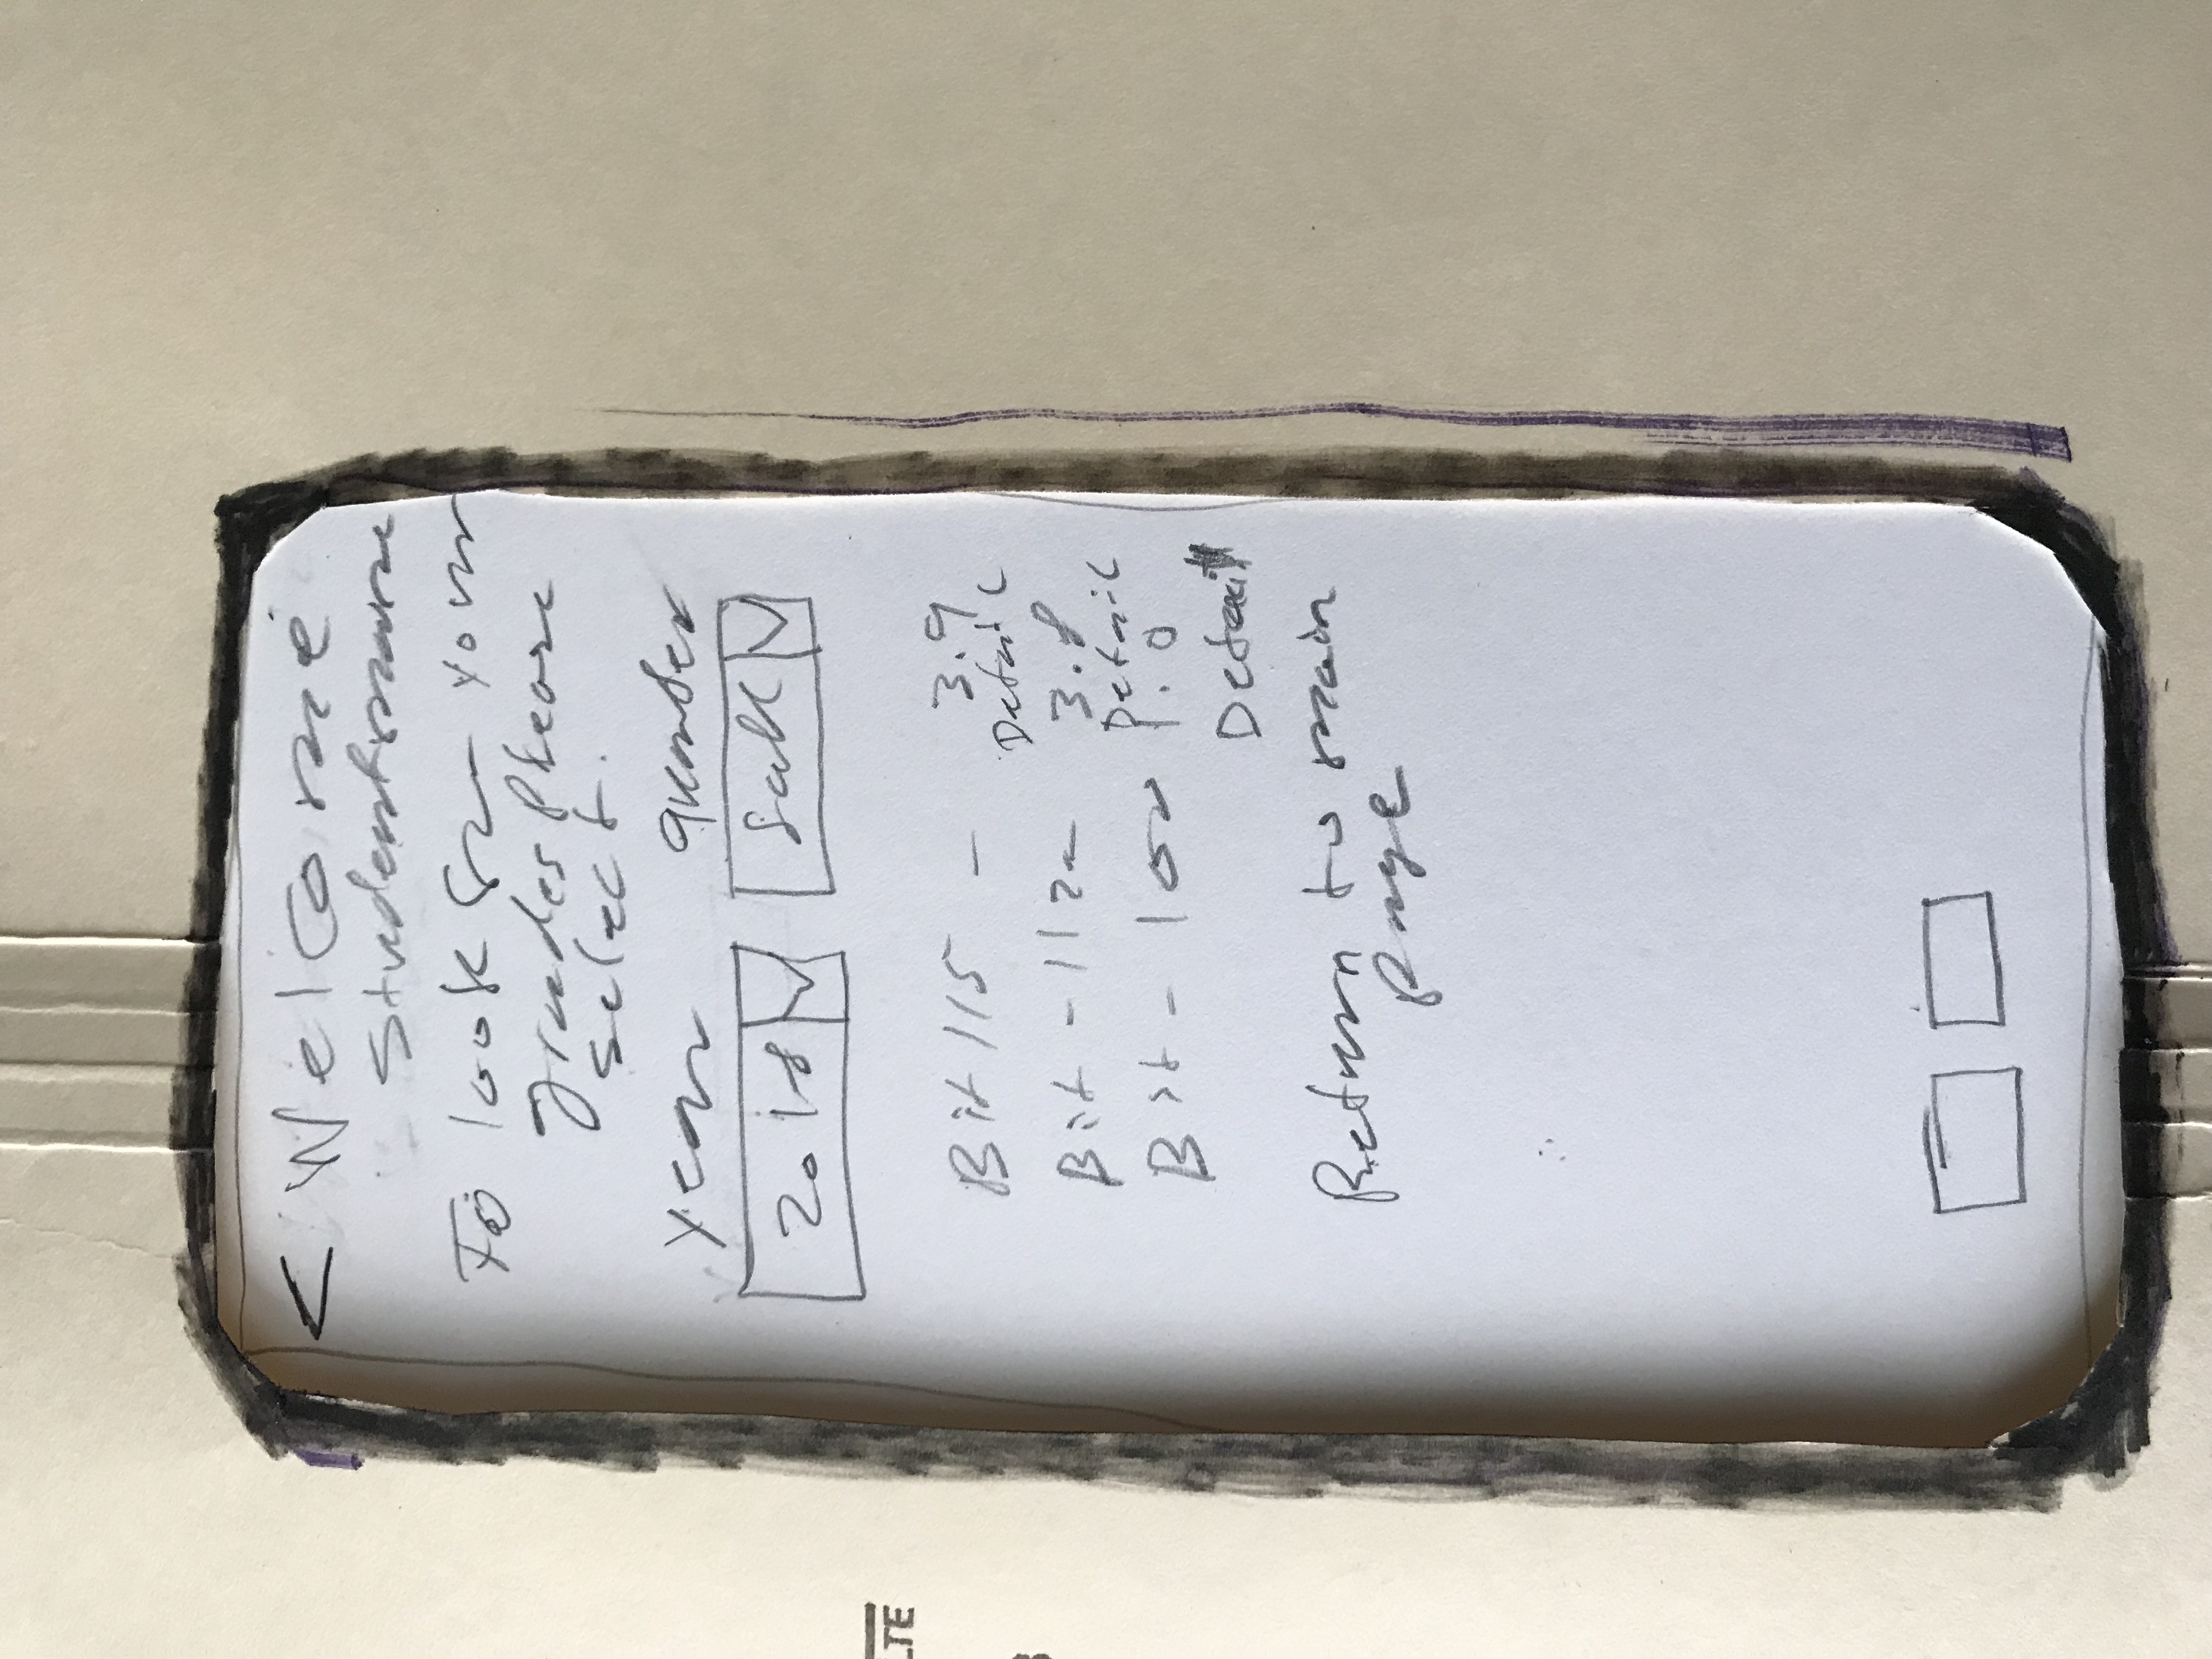 < Welcome
Studentname
To look for your
grades Please
select.
year quarter
2018 fall
LTE
Bit 115 - 3.9
Detail
Bit - 112 - 3.8
Detail
Bit - 100 1.0
Detail
Return to main
page